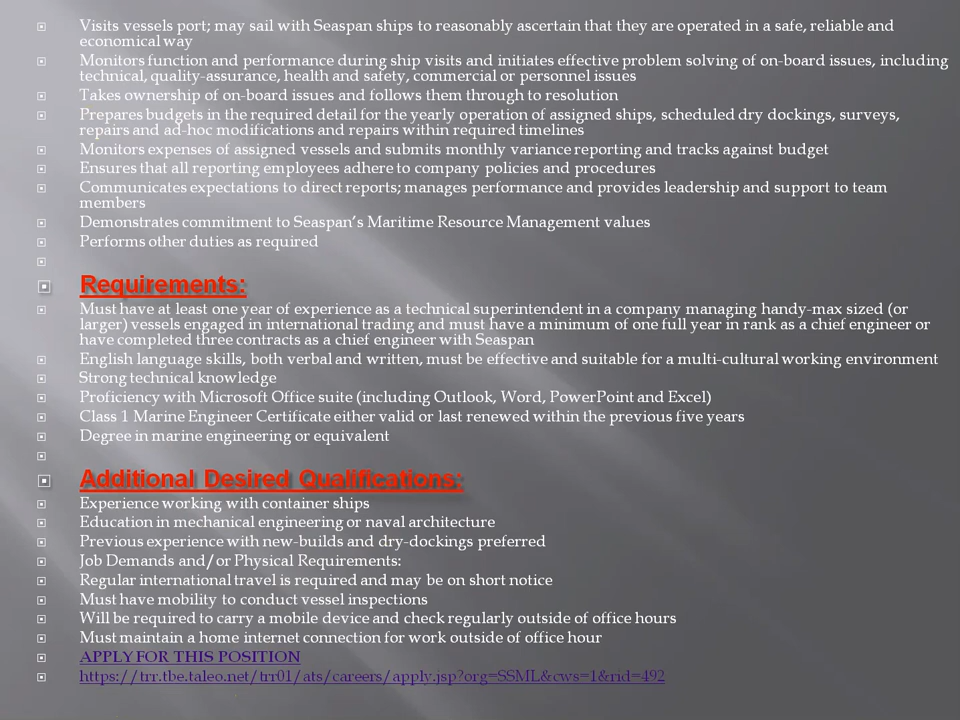 Visits vessels port; may sail with Seaspan ships to reasonably ascertain that they are operated in a safe, reliable and
economical way
Monitors function and performance during ship visits and initiates effective problem solving of on-board issues, including
technical, quality-assurance, health and safety, commercial or personnel issues
Takes ownership of on-board issues and follows them through to resolution
Prepares budgets in the required detail for the yearly operation of assigned ships, scheduled dry dockings, surveys,
repairs and ad-hoc modifications and repairs within required timelines
Monitors expenses of assigned vessels and submits monthly variance reporting and tracks against budget
Ensures that all reporting employees adhere to company policies and procedures
Communicates expectations to direct reports; manages performance and provides leadership and support to team
members
Demonstrates commitment to Seaspan's Maritime Resource Management values
Performs other duties as required
Requirements:
Must have at least one year of experience as a technical superintendent in a company managing handy-max sized (or
larger) vessels engaged in international trading and must have a minimum of one full year in rank as a chief engineer or
have completed three contracts as a chief engineer with Seaspan
English language skills, both verbal and written, must be effective and suitable for a multi-cultural working environment
Strong technical knowledge
Proficiency with Microsoft Office suite (including Outlook, Word, PowerPoint and Excel)
Class 1 Marine Engineer Certificate either valid or last renewed within the previous five years
Degree in marine engineering or equivalent
Additional Desired Qualifications:
Experience working with container ships
Education in mechanical engineering or naval architecture
Previous experience with new-builds and dry-dockings preferred
Job Demands and/or Physical Requirements:
Regular international travel is required and may be on short notice
Must have mobility to conduct vessel inspections
Will be required to carry a mobile device and check regularly outside of office hours
Must maintain a home internet connection for work outside of office hour
APPLY FOR THIS POSITION
https://trr.tbe.taleo.net/trr01/ats/careers/apply.jsp?org=SSML&cws=1&rid=492